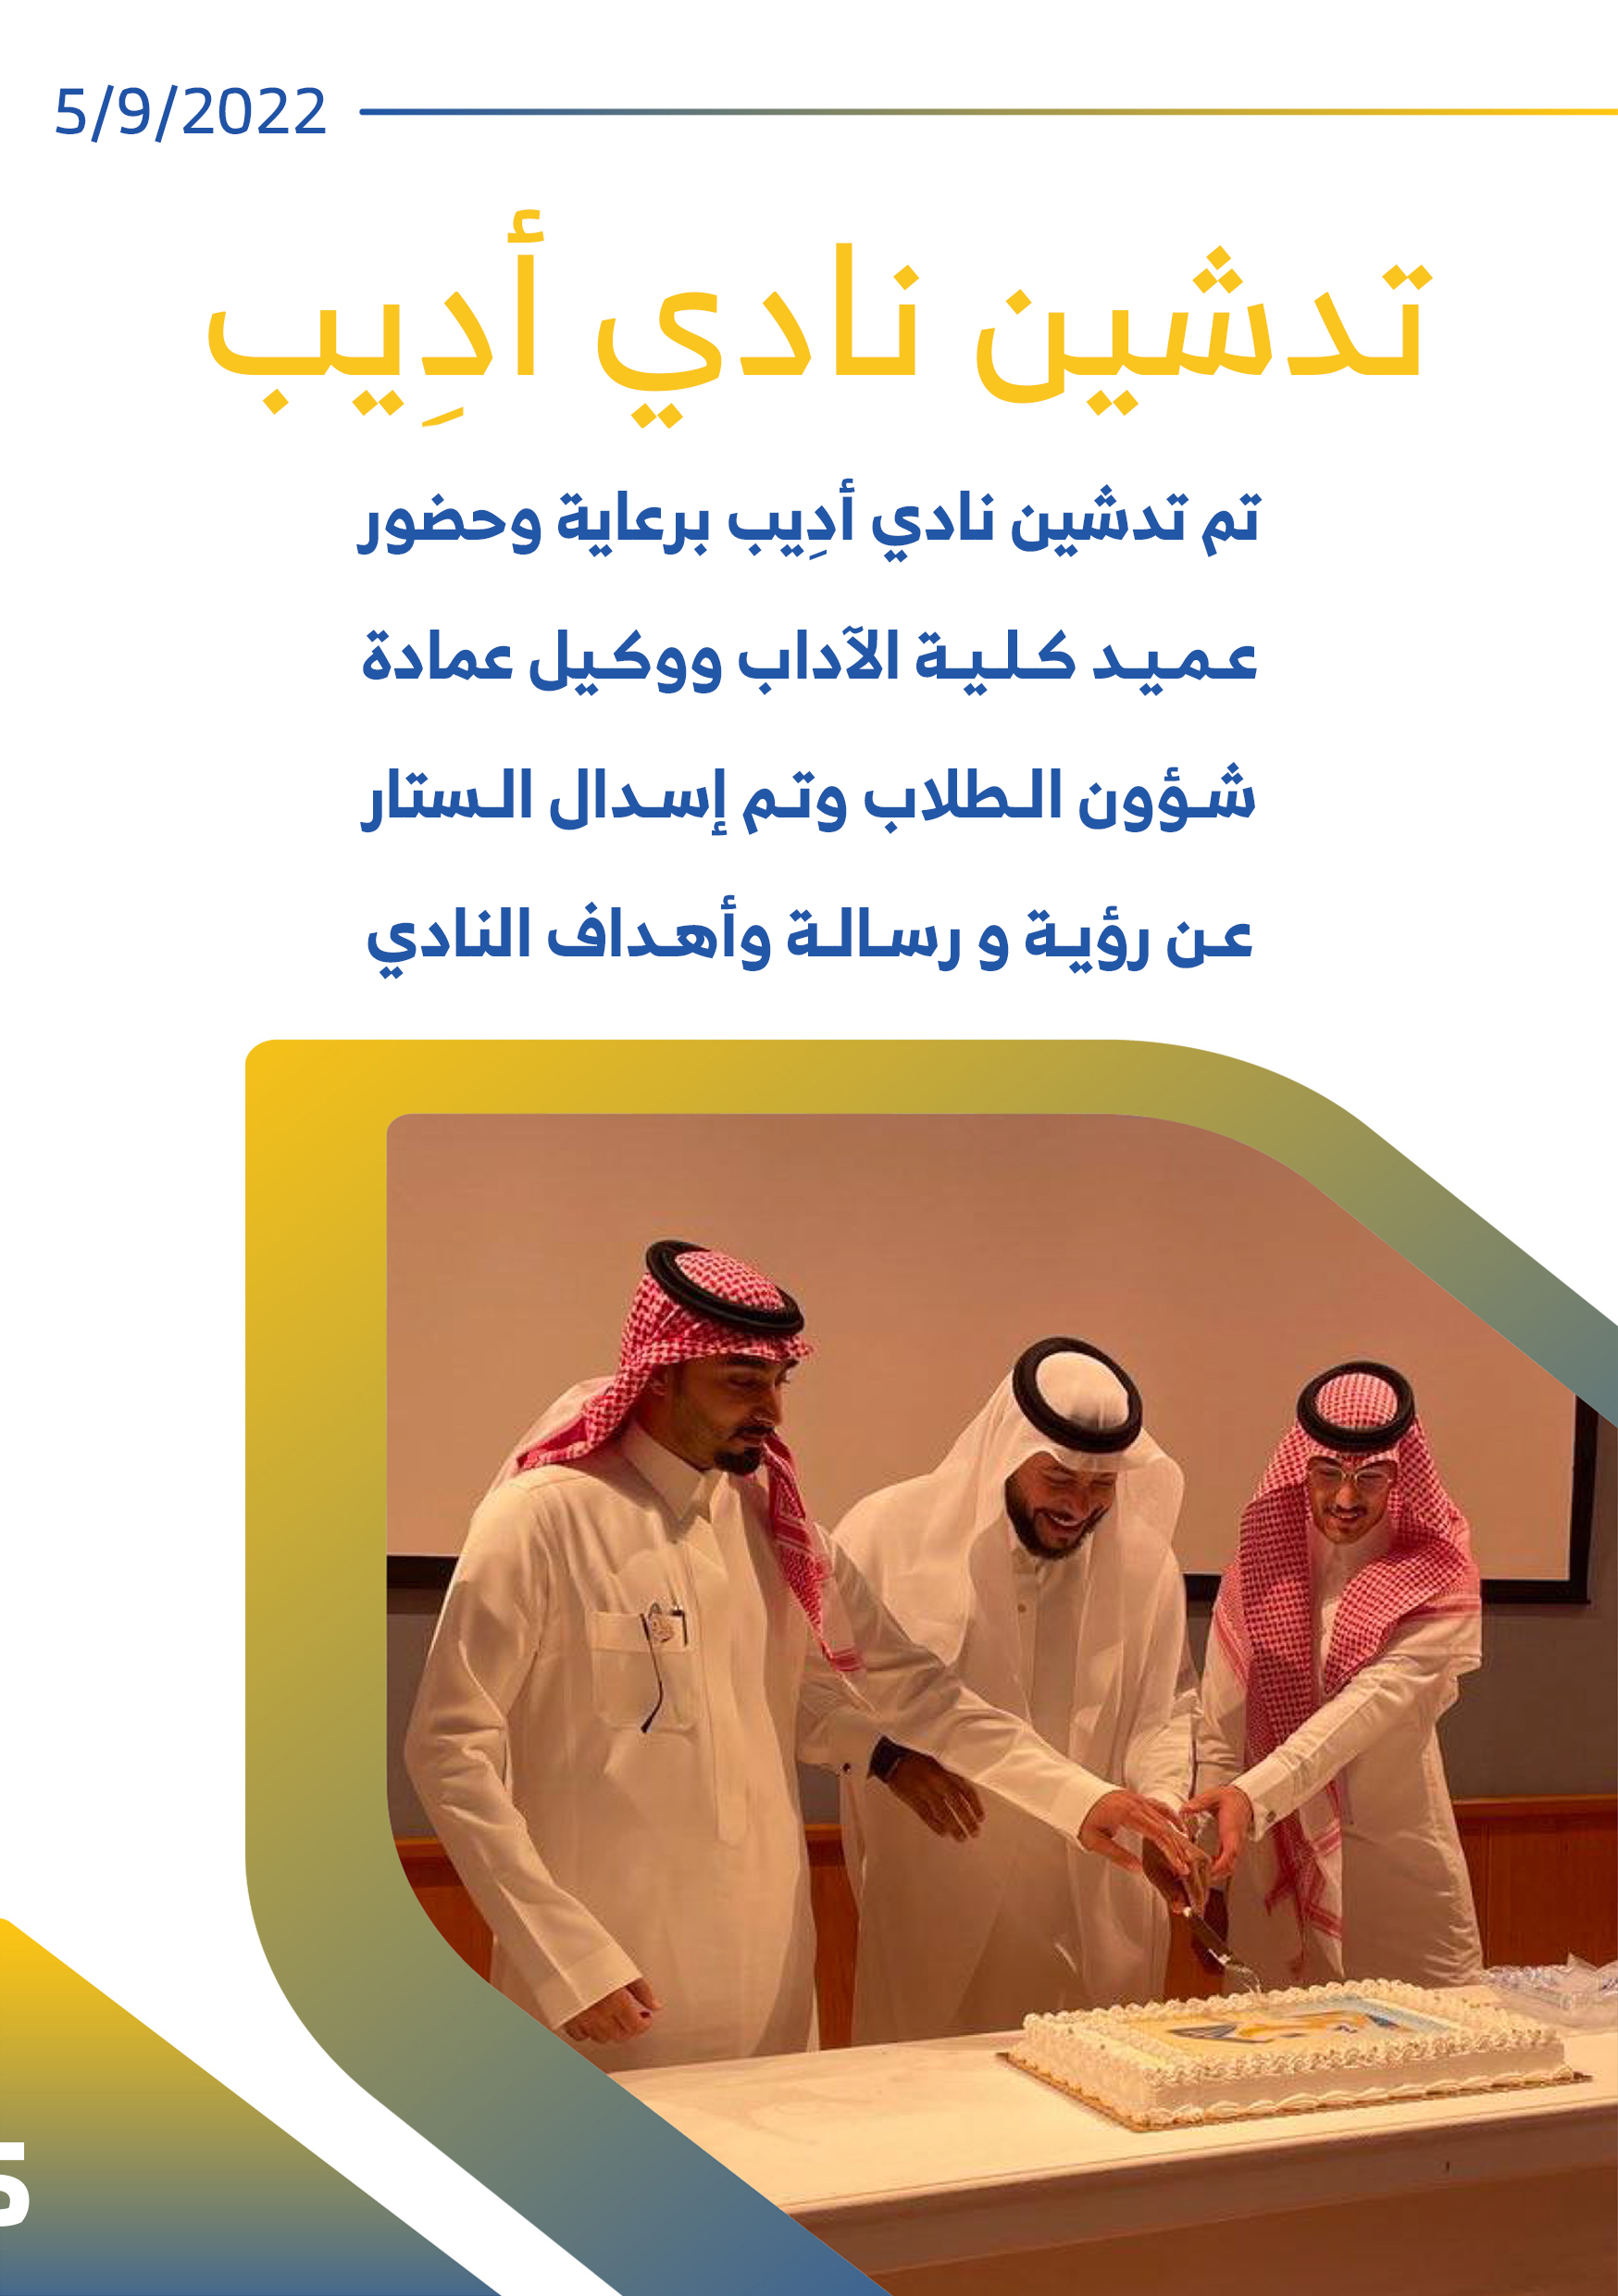 5/9/2022
تدشين نادي أدِيب
تم تدشين نادي أدِيب برعاية وحضور
عميد كلية الآداب ووكيل عمادة
شؤون الطلاب وتم إسدال الستار
عن رؤية و رسالة وأهداف النادي